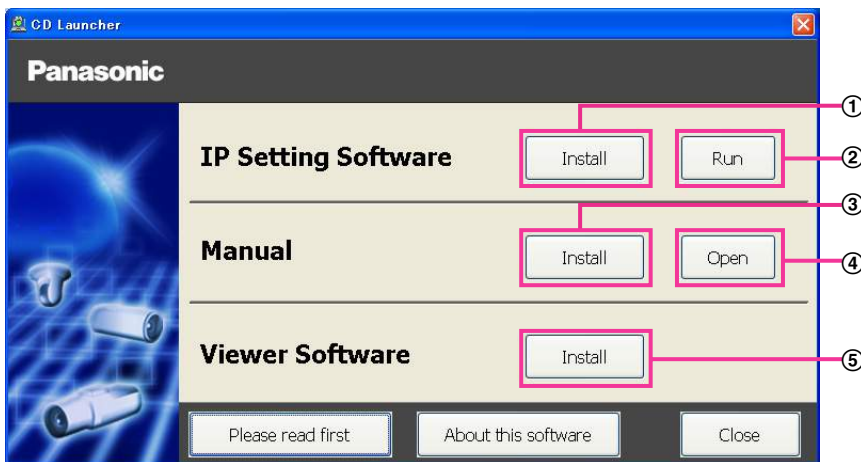 CD Launcher
Panasonic
①
IP Setting Software Install Run ②
③
Manual Install Open ④
Viewer Software Install ⑤
Please read first About this software Close